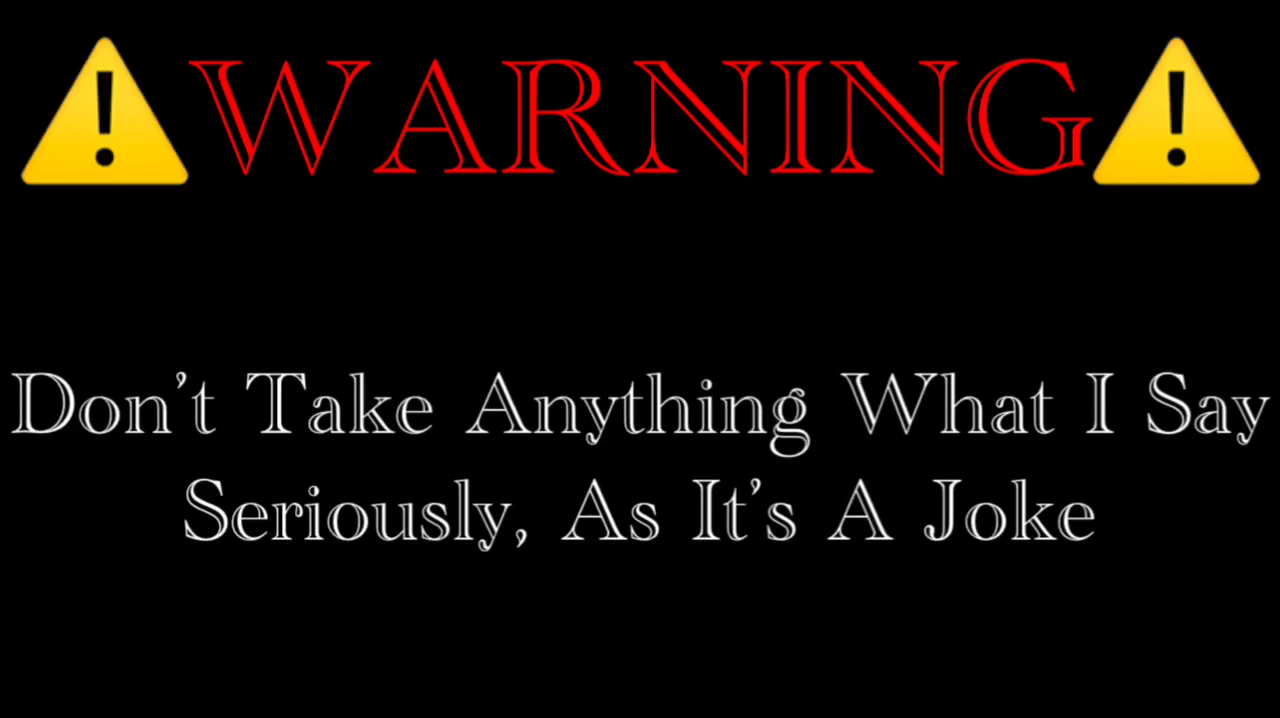 ⚠️WARNING⚠️
Don't Take Anything What I Say
Seriously, As It's A Joke